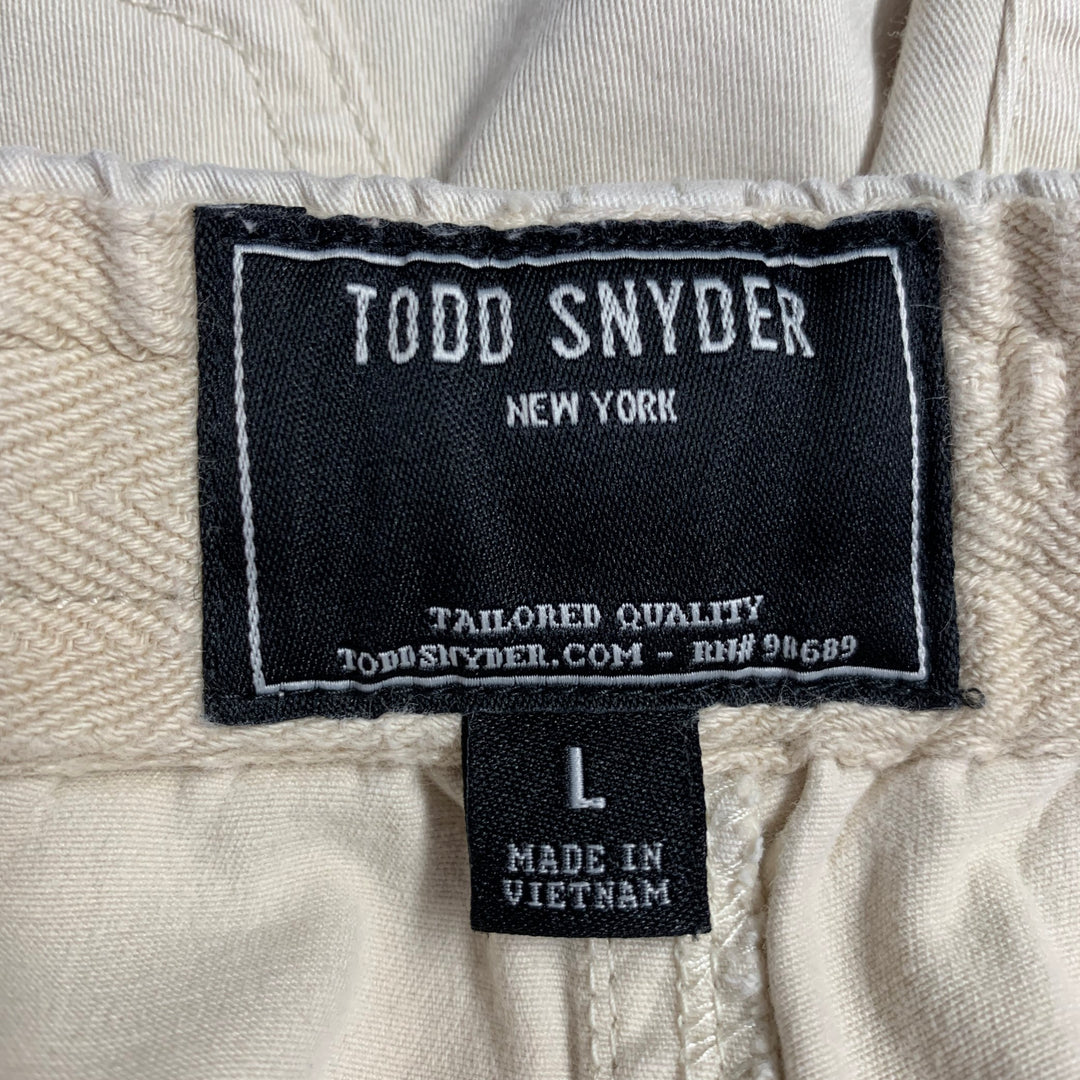 TODD SNYDER
NEW YORK
TAILORED QUALITY
TODDSNYDER.COM - RN# 98689
L
MADE IN
VIETNAM